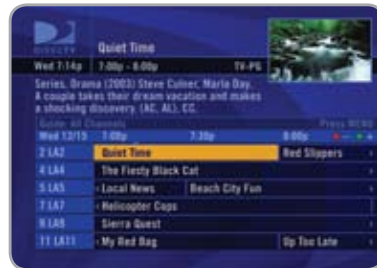 DIRECTV
Quiet Time
Wed 7:14p 7:00p - 8:00p TV-PG
Series, Drama (2003) Steve Culner, Marla Day.
A couple takes their dream vacation and makes
a shocking discovery. (AC, AL), CC.
Guide: All Channels Press MENU
Wed 12/15 7:00p 7:30p 8:00p
2 LA2 Quiet Time Red Slippers
4 LA4 The Fiesty Black Cat
5 LA5 Local News Beach City Fun
7 LA7 Helicopter Cops
9 LA9 Sierra Quest
11 LA11 My Red Bag Up Too Late